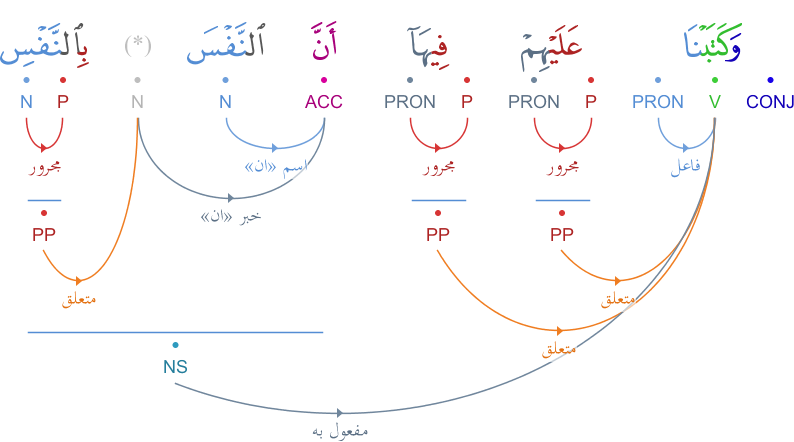 وَكَتَبْنَا عَلَيْهِمْ فِيهَآ أَنَّ ٱلنَّفْسَ (*) بِٱلنَّفْسِ
CONJ V PRON P PRON P PRON ACC N N P N
فاعل مجرور مجرور اسم «ان» مجرور
خبر «ان»
PP PP PP
متعلق متعلق
متعلق
NS
مفعول به